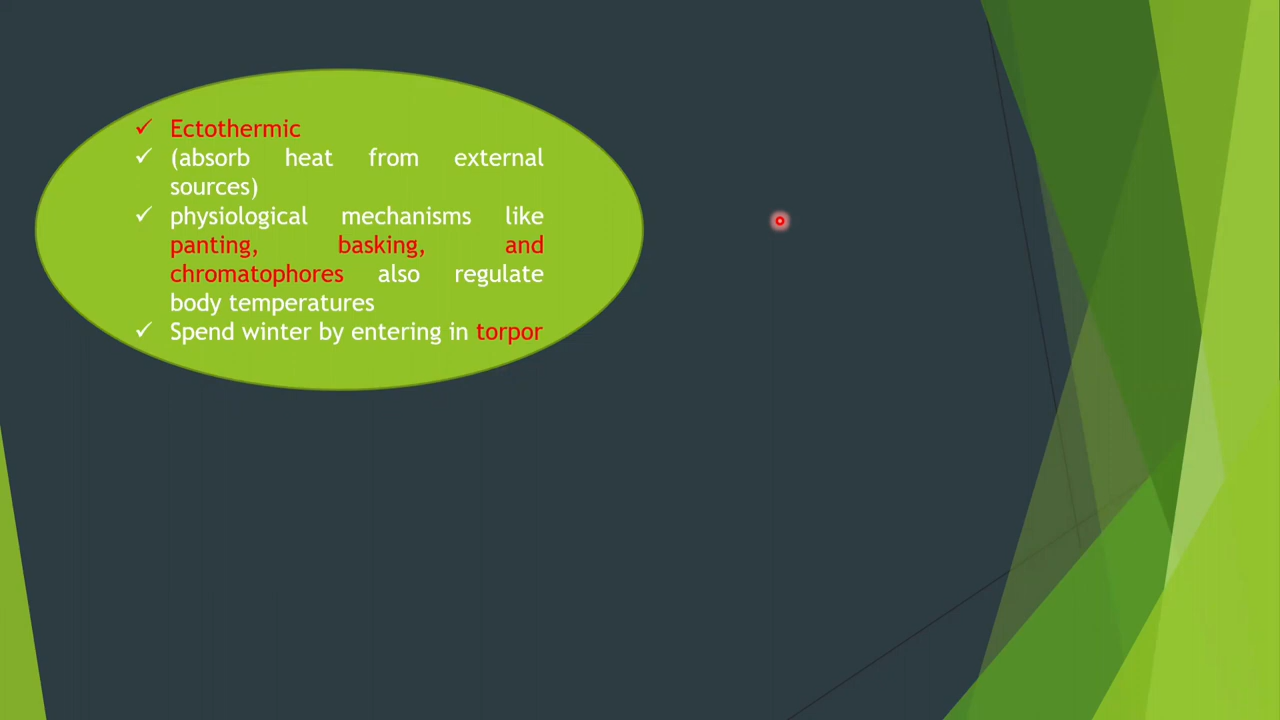 ✓ Ectothermic
✓ (absorb heat from external
sources)
✓ physiological mechanisms like
panting, basking, and
chromatophores also regulate
body temperatures
✓ Spend winter by entering in torpor